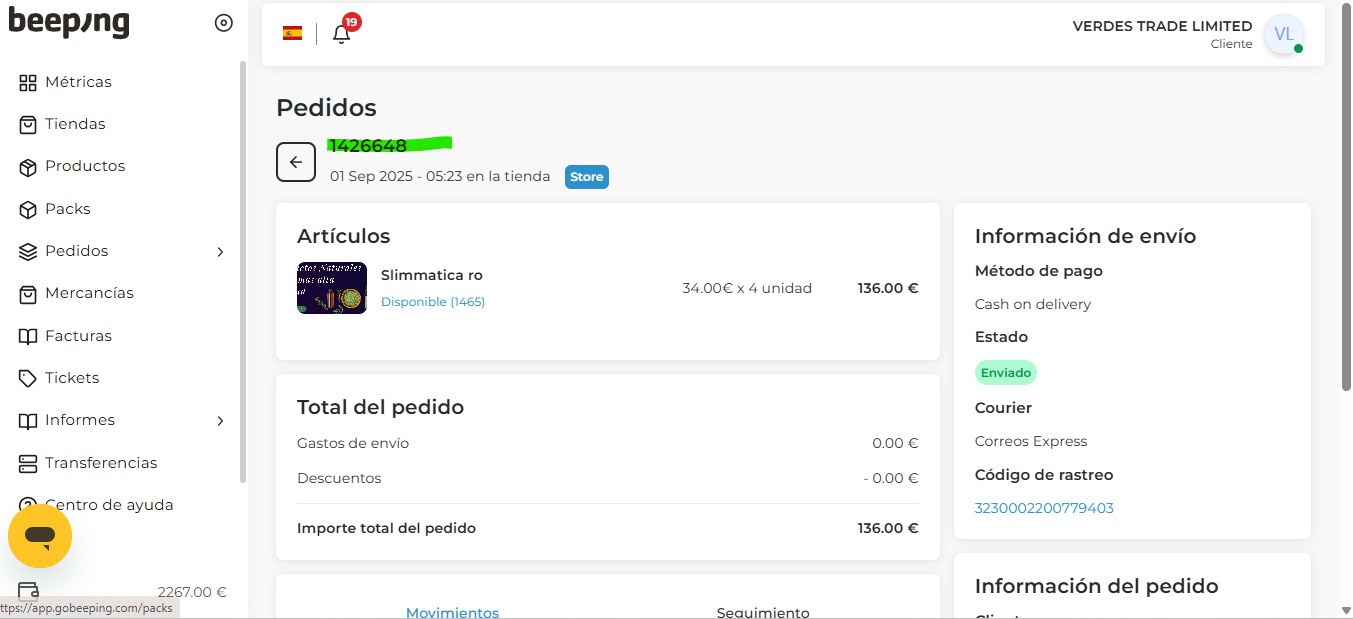 beeping
19
VERDES TRADE LIMITED
Cliente
VL
Métricas
Tiendas
Productos
Packs
Pedidos
Mercancías
Facturas
Tickets
Informes
Transferencias
Centro de ayuda
2267.00 €
ttps://app.gobeeping.com/packs
Pedidos
1426648
01 Sep 2025 - 05:23 en la tienda
Store
Artículos
Naturales
mas alta
Slimmatica ro
Disponible (1465)
34.00€ x 4 unidad
136.00 €
Total del pedido
Gastos de envío
0.00 €
Descuentos
- 0.00 €
Importe total del pedido
136.00 €
Movimientos
Seguimiento
Información de envío
Método de pago
Cash on delivery
Estado
Enviado
Courier
Correos Express
Código de rastreo
3230002200779403
Información del pedido